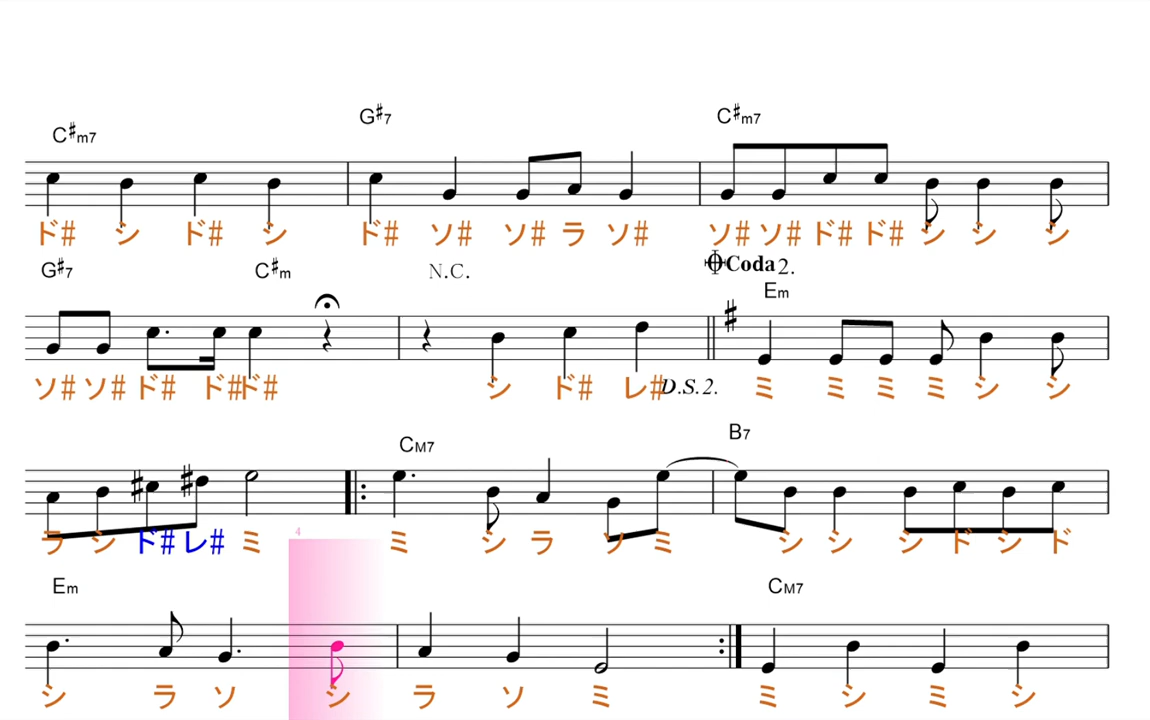 C♯m7 G♯7 C♯m7
ド# シ ド# シ ド# ソ# ソ# ラ ソ# ソ# ソ# ド# ド# シ シ シ
G♯7 C♯m N.C. Coda 2.
Em
ソ# ソ# ド# ド# ド# シ ド# レ# D.S.2. ミ ミ ミ ミ シ シ
CM7 B7
ラ シ ド# レ# ミ ミ シ ラ ソ ミ シ シ シ ド シ ド
4
Em CM7
シ ラ ソ シ ラ ソ ミ ミ シ ミ シ